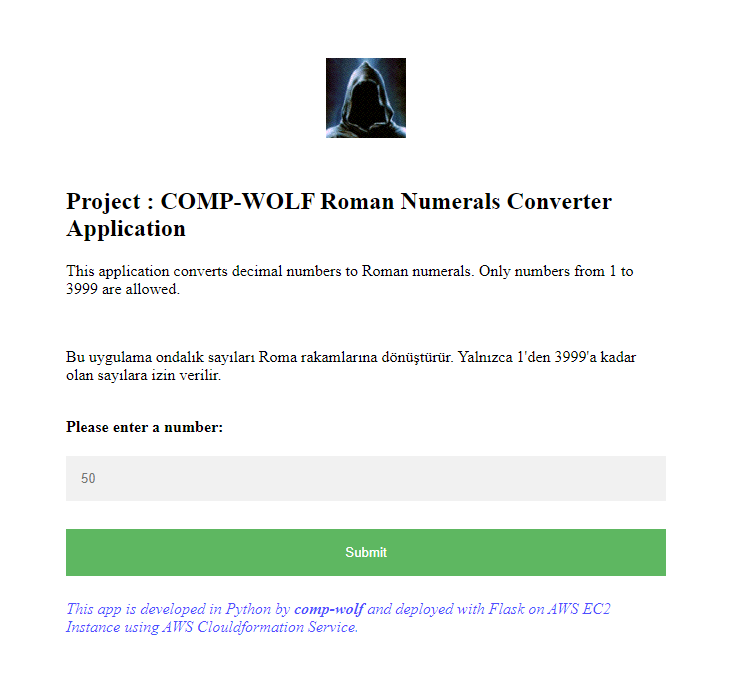 Project : COMP-WOLF Roman Numerals Converter
Application
This application converts decimal numbers to Roman numerals. Only numbers from 1 to
3999 are allowed.
Bu uygulama ondalık sayıları Roma rakamlarına dönüştürür. Yalnızca 1'den 3999'a kadar
olan sayılara izin verilir.
Please enter a number:
50
Submit
This app is developed in Python by comp-wolf and deployed with Flask on AWS EC2
Instance using AWS Clouldformation Service.